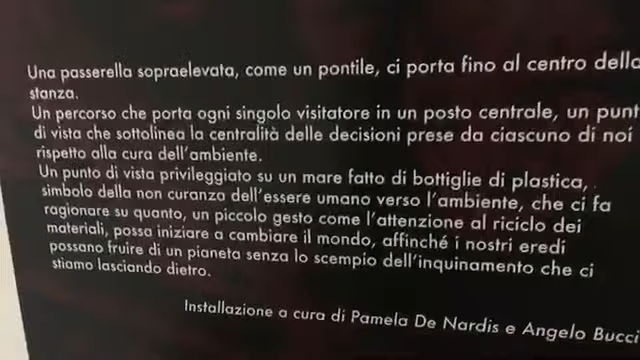 Una passerella sopraelevata, come un pontile, ci porta fino al centro della
stanza.
Un percorso che porta ogni singolo visitatore in un posto centrale, un punt
di vista che sottolinea la centralità delle decisioni prese da ciascuno di noi
rispetto alla cura dell'ambiente.
Un punto di vista privilegiato su un mare fatto di bottiglie di plastica,
simbolo della non curanza dell'essere umano verso l'ambiente, che ci fa
ragionare su quanto, un piccolo gesto come l'attenzione al riciclo dei
materiali, possa iniziare a cambiare il mondo, affinché i nostri eredi
possano fruire di un pianeta senza lo scempio dell'inquinamento che ci
stiamo lasciando dietro.
Installazione a cura di Pamela De Nardis e Angelo Bucci